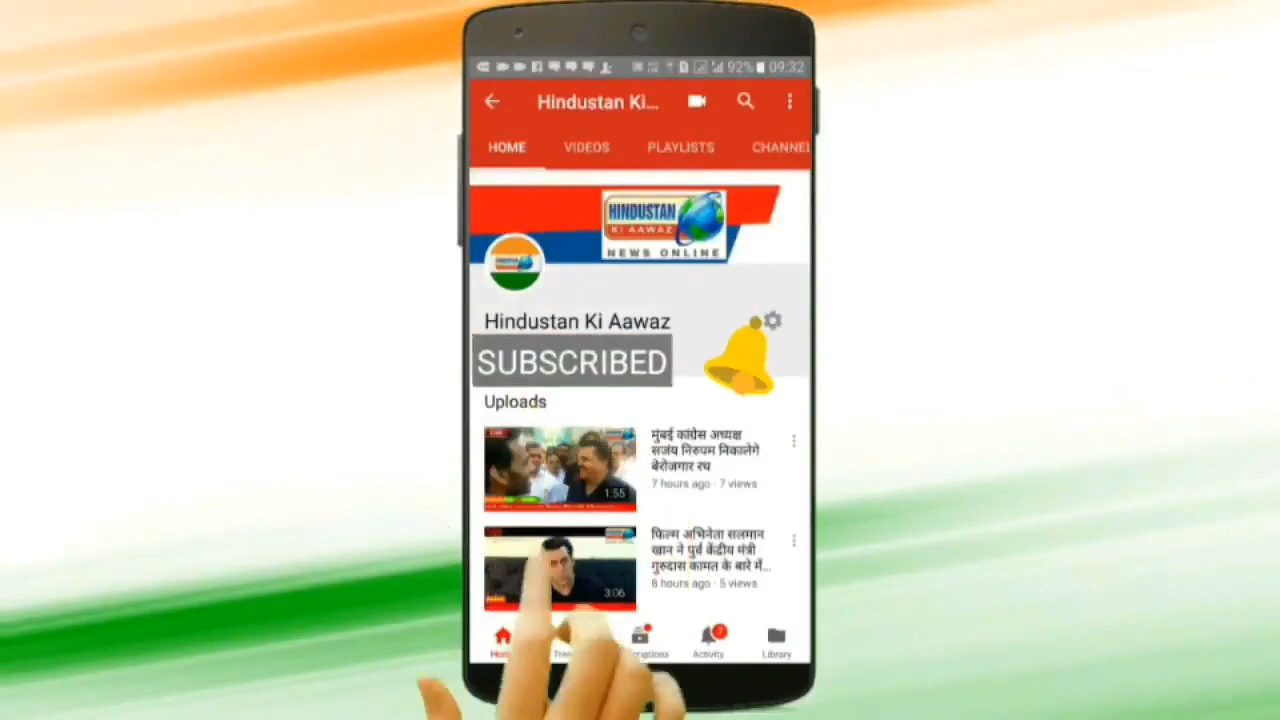 92% 09:32
Hindustan Ki...
HOME VIDEOS PLAYLISTS CHANNEL
HINDUSTAN
KI AAWAZ
NEWS ONLINE
Hindustan Ki Aawaz
SUBSCRIBED
Uploads
मुंबई कांग्रेस अध्यक्ष
सजंय निरुपम निकालेगे
बेरोजगार रथ
7 hours ago · 7 views
1:55
फिल्म अभिनेता सलमान
खान ने पुर्व केंद्रीय मंत्री
गुरुदास कामत के बारे में...
8 hours ago · 5 views
3:06
Activity Library